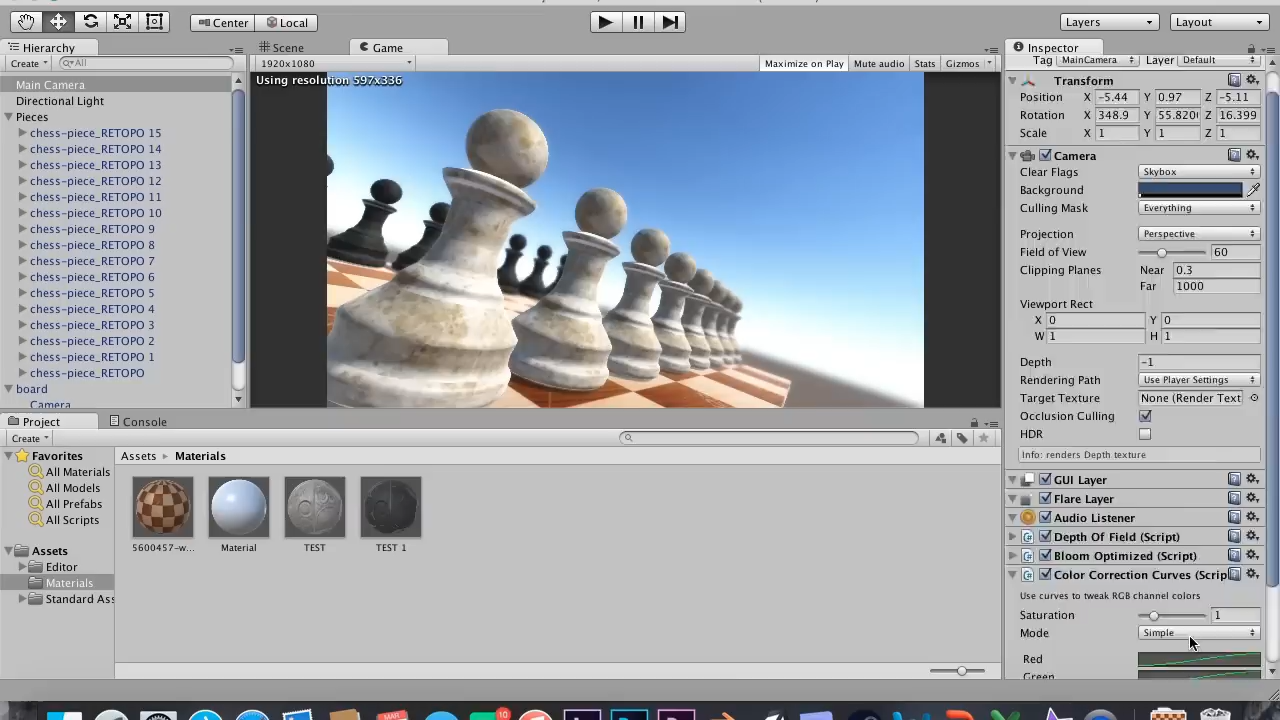 Center
Local
Layers
Layout
Hierarchy
Scene
Game
Inspector
Create
All
1920x1080
Maximize on Play
Mute audio
Stats
Gizmos
Tag
MainCamera
Layer
Default
Using resolution 597x336
Main Camera
Directional Light
Pieces
chess-piece_RETOPO 15
chess-piece_RETOPO 14
chess-piece_RETOPO 13
chess-piece_RETOPO 12
chess-piece_RETOPO 11
chess-piece_RETOPO 10
chess-piece_RETOPO 9
chess-piece_RETOPO 8
chess-piece_RETOPO 7
chess-piece_RETOPO 6
chess-piece_RETOPO 5
chess-piece_RETOPO 4
chess-piece_RETOPO 3
chess-piece_RETOPO 2
chess-piece_RETOPO 1
chess-piece_RETOPO
board
Camera
Transform
Position X -5.44 Y 0.97 Z -5.11
Rotation X 348.9 Y 55.820 Z 16.399
Scale X 1 Y 1 Z 1
Camera
Clear Flags Skybox
Background
Culling Mask Everything
Projection Perspective
Field of View 60
Clipping Planes Near 0.3
Far 1000
Viewport Rect
X 0 Y 0
W 1 H 1
Depth -1
Rendering Path Use Player Settings
Target Texture None (Render Text
Occlusion Culling
HDR
Info: renders Depth texture
GUI Layer
Flare Layer
Audio Listener
Depth Of Field (Script)
Bloom Optimized (Script)
Color Correction Curves (Scrip
Use curves to tweak RGB channel colors
Saturation 1
Mode Simple
Red
Green
Project
Console
Create
Favorites
All Materials
All Models
All Prefabs
All Scripts
Assets
Editor
Materials
Standard Ass
Assets ▸ Materials
5600457-w...
Material
TEST
TEST 1
MAR
10